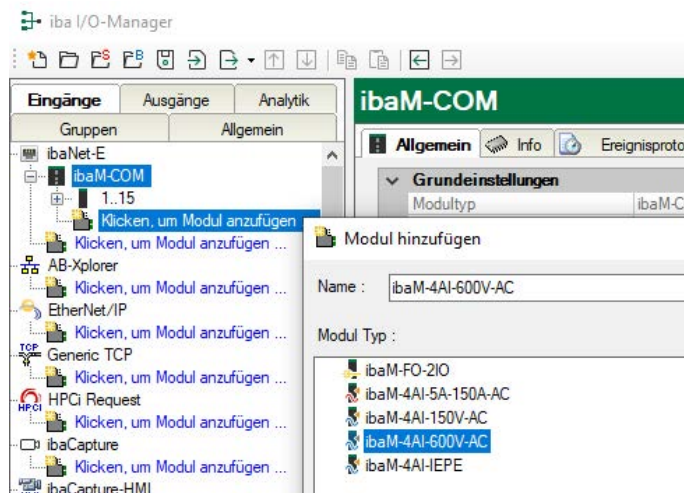 iba I/O-Manager
Eingänge Ausgänge Analytik
Gruppen Allgemein
ibaNet-E
ibaM-COM
1..15
Klicken, um Modul anzufügen
Klicken, um Modul anzufügen ...
AB-Xplorer
Klicken, um Modul anzufügen ...
EtherNet/IP
Klicken, um Modul anzufügen ...
TCP
Generic TCP
Klicken, um Modul anzufügen ...
HPCi
HPCi Request
Klicken, um Modul anzufügen ...
ibaCapture
Klicken, um Modul anzufügen ...
ibaCapture-HMI
ibaM-COM
Allgemein Info Ereignisproto
Grundeinstellungen
Modultyp ibaM-C
Modul hinzufügen
Name : ibaM-4AI-600V-AC
Modul Typ :
ibaM-FO-2IO
ibaM-4AI-5A-150A-AC
ibaM-4AI-150V-AC
ibaM-4AI-600V-AC
ibaM-4AI-IEPE